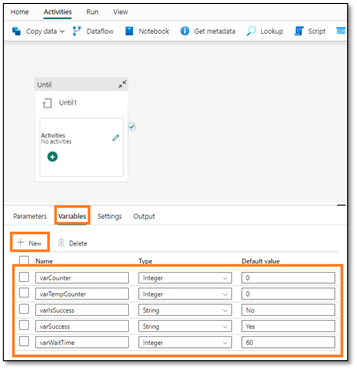 Home Activities Run View
Copy data Dataflow Notebook Get metadata Lookup Script
Until
Until1
Activities
No activities
Parameters Variables Settings Output
New Delete
Name Type Default value
varCounter Integer 0
varTempCounter Integer 0
varIsSuccess String No
varSuccess String Yes
varWaitTime Integer 60